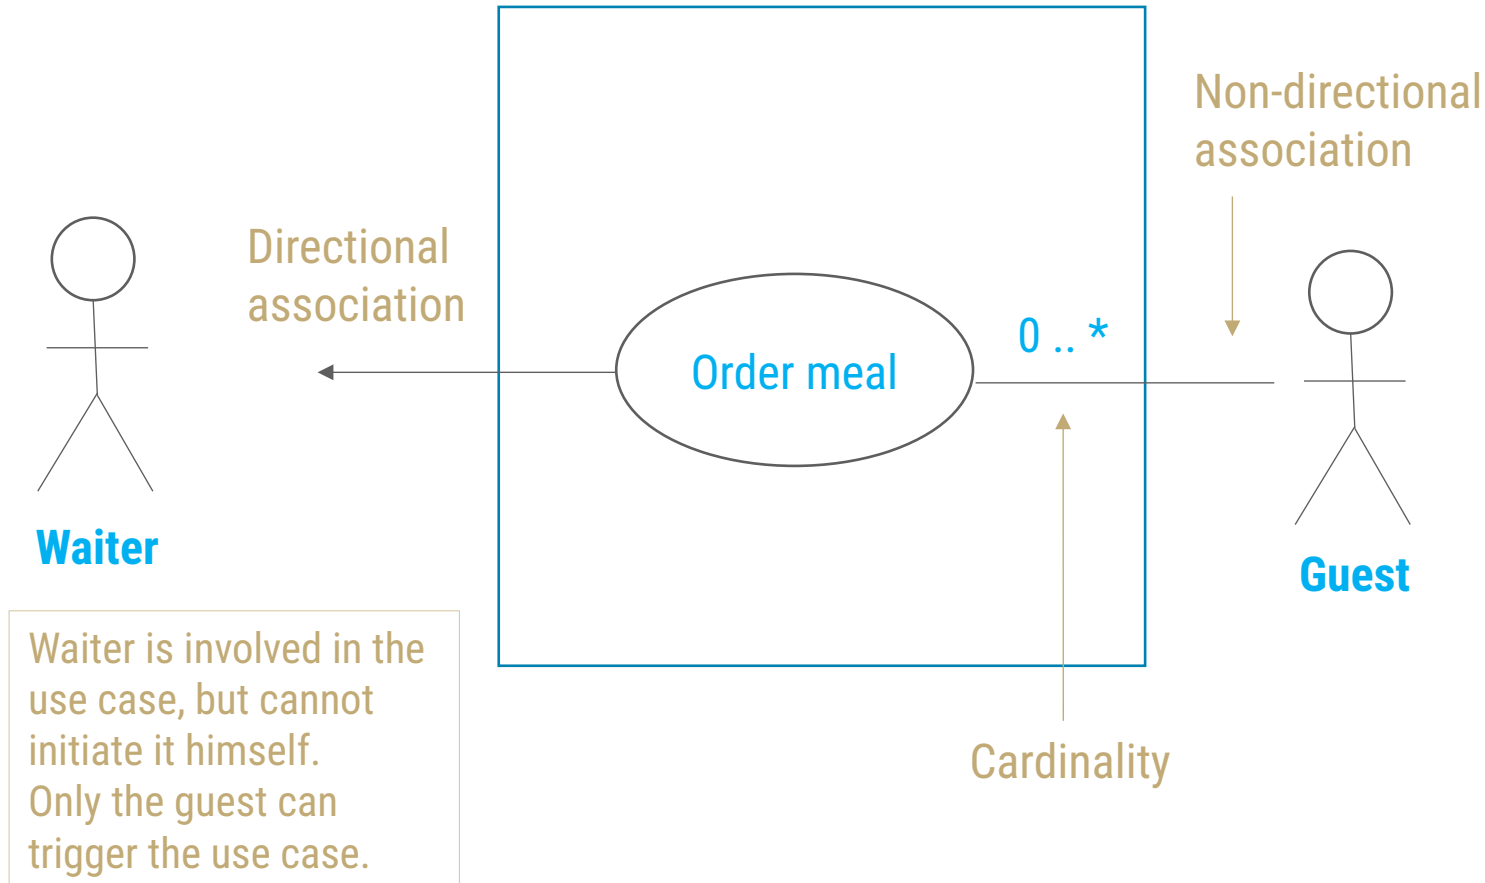 Non-directional
association
Directional
association
0 .. *
Order meal
Waiter
Guest
Waiter is involved in the
use case, but cannot
initiate it himself.
Only the guest can
trigger the use case.
Cardinality